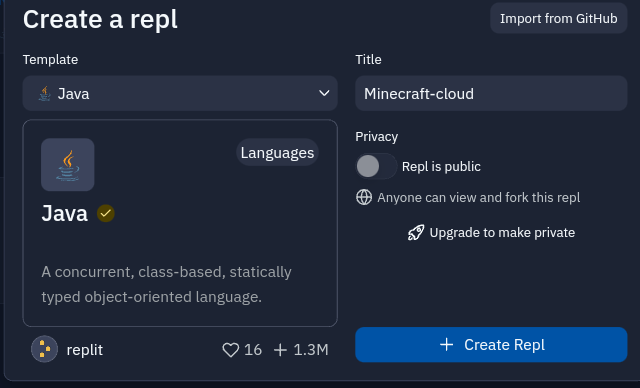 Create a repl
Import from GitHub
Template
Java
Languages
Java
A concurrent, class-based, statically
typed object-oriented language.
replit
16
1.3M
Title
Minecraft-cloud
Privacy
Repl is public
Anyone can view and fork this repl
Upgrade to make private
Create Repl